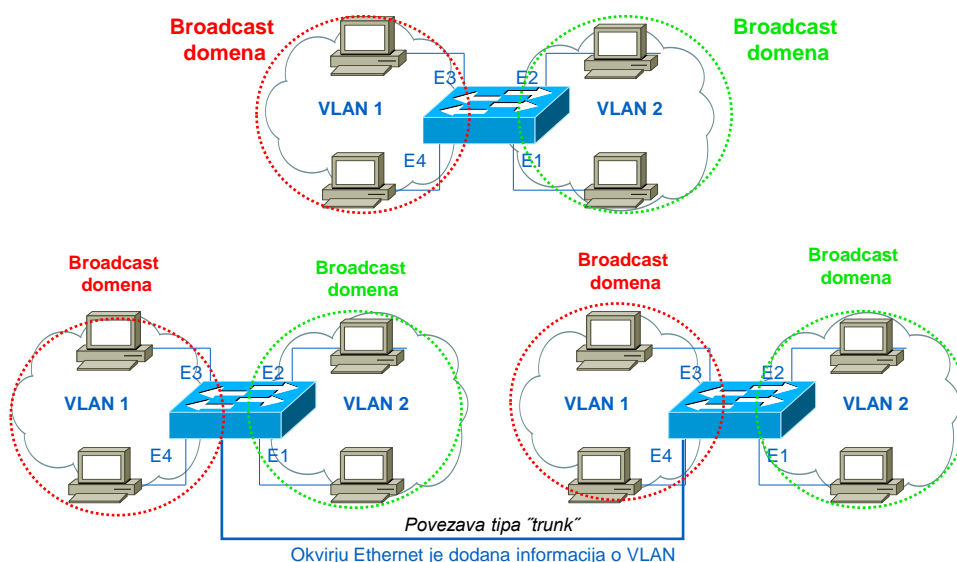 Broadcast
domena
Broadcast
domena
E3
E2
VLAN 1
VLAN 2
E4
E1
Broadcast
domena
Broadcast
domena
Broadcast
domena
Broadcast
domena
E3
E2
VLAN 1
VLAN 2
E4
E1
E3
E2
VLAN 1
VLAN 2
E4
E1
Povezava tipa ˝trunk˝
Okvirju Ethernet je dodana informacija o VLAN